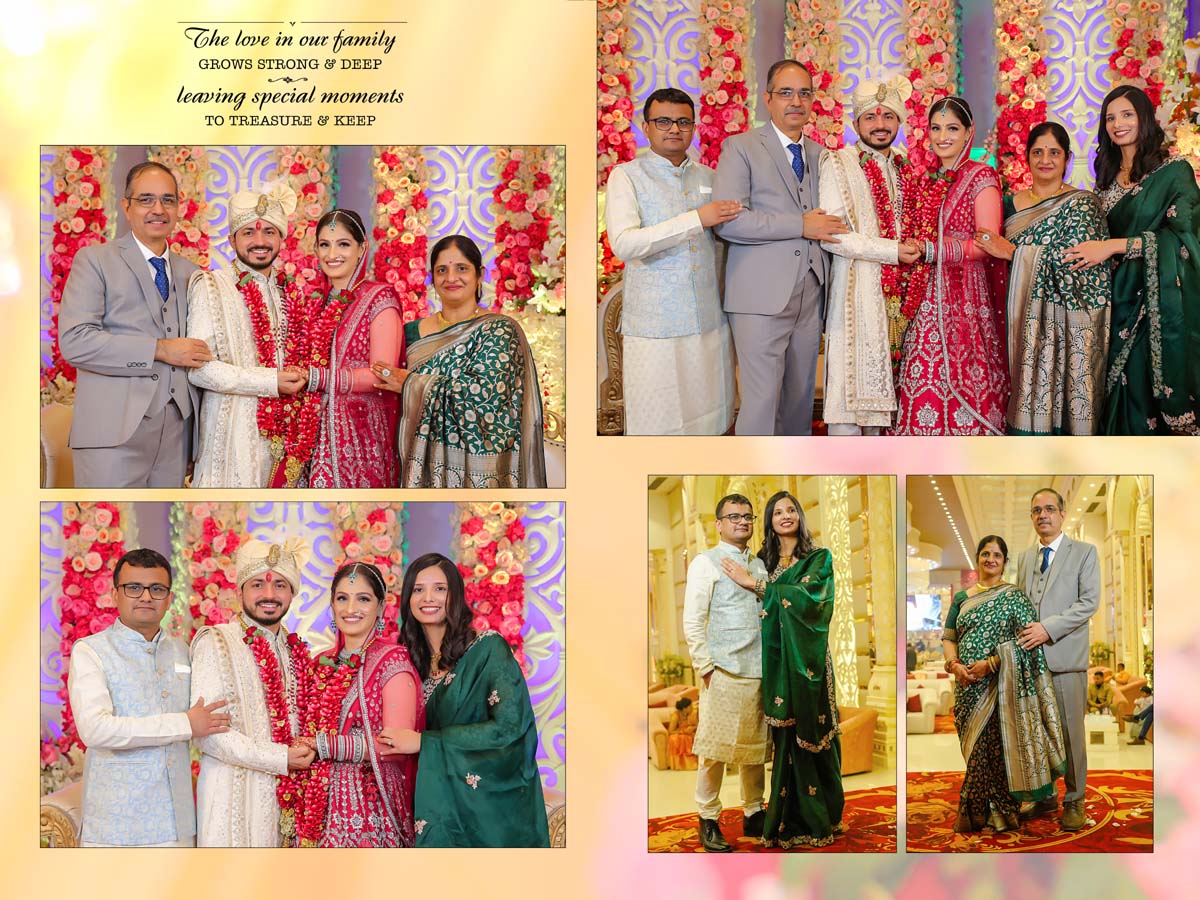 The love in our family
GROWS STRONG & DEEP
leaving special moments
TO TREASURE & KEEP